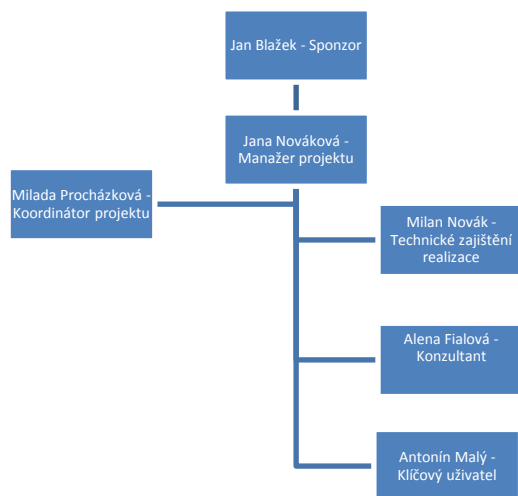 Jan Blažek - Sponzor
Jana Nováková -
Manažer projektu
Milada Procházková -
Koordinátor projektu
Milan Novák -
Technické zajištění
realizace
Alena Fialová -
Konzultant
Antonín Malý -
Klíčový uživatel